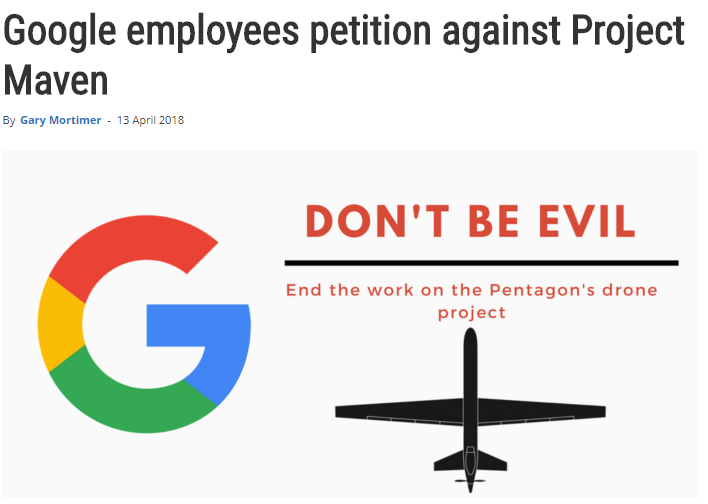 Google employees petition against Project
Maven
By Gary Mortimer - 13 April 2018
DON'T BE EVIL
End the work on the Pentagon's drone
project